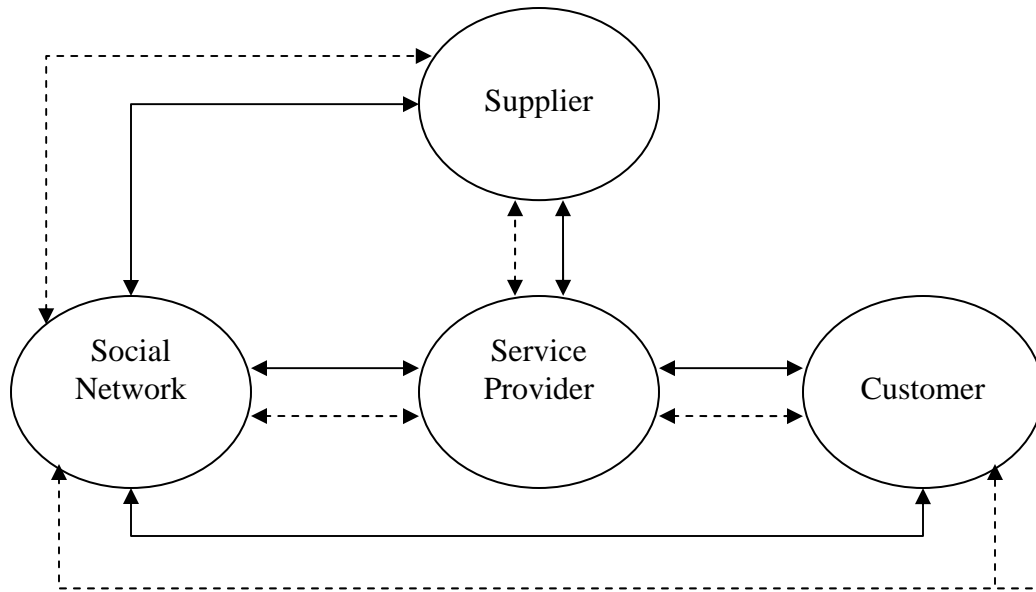 Supplier
Social
Network
Service
Provider
Customer